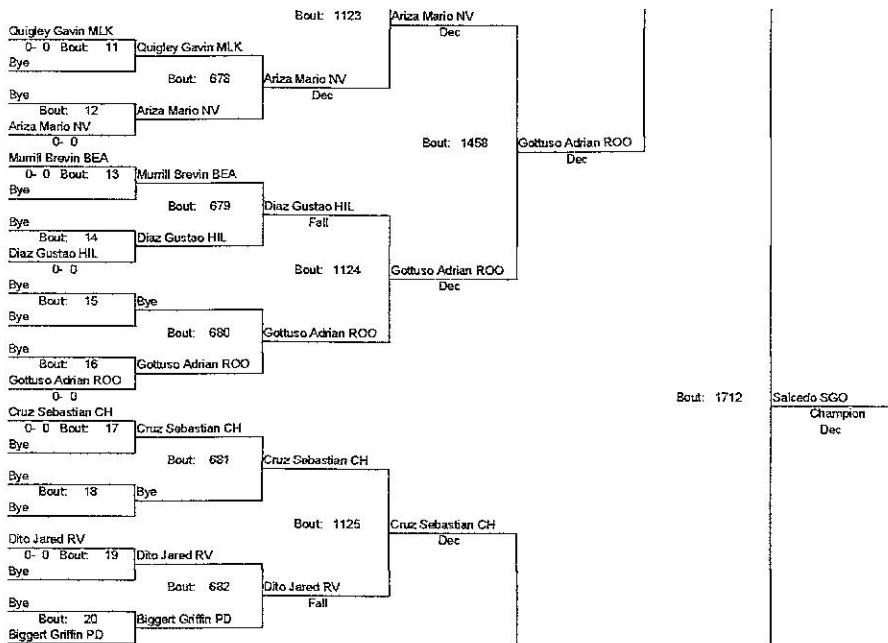 Bout: 1123 Ariza Mario NV
Dec
Quigley Gavin MLK
0- 0 Bout: 11 Quigley Gavin MLK
Bye
Bout: 678 Ariza Mario NV
Dec
Bye
Bout: 12 Ariza Mario NV
Ariza Mario NV
0- 0
Bout: 1458 Gottuso Adrian ROO
Dec
Murrill Brevin BEA
0- 0 Bout: 13 Murrill Brevin BEA
Bye
Bout: 679 Diaz Gustao HIL
Fall
Bye
Bout: 14 Diaz Gustao HIL
Diaz Gustao HIL
0- 0
Bout: 1124 Gottuso Adrian ROO
Dec
Bye
Bout: 15 Bye
Bye
Bout: 680 Gottuso Adrian ROO
Bye
Bout: 16 Gottuso Adrian ROO
Gottuso Adrian ROO
0- 0
Bout: 1712 Salcedo SGO
Champion
Dec
Cruz Sebastian CH
0- 0 Bout: 17 Cruz Sebastian CH
Bye
Bout: 681 Cruz Sebastian CH
Bye
Bout: 18 Bye
Bye
Bout: 1125 Cruz Sebastian CH
Dec
Dito Jared RV
0- 0 Bout: 19 Dito Jared RV
Bye
Bout: 682 Dito Jared RV
Fall
Bye
Bout: 20 Biggert Griffin PD
Biggert Griffin PD